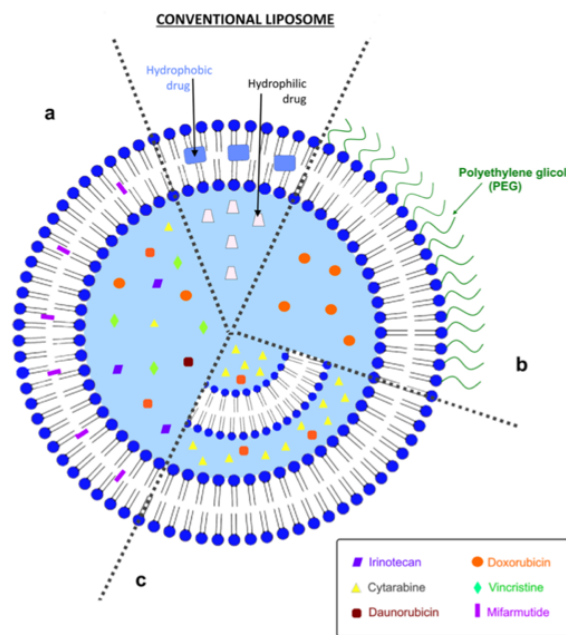 CONVENTIONAL LIPOSOME
Hydrophobic
drug
Hydrophilic
drug
a
Polyethylene glicol
(PEG)
b
c
Irinotecan
Doxorubicin
Cytarabine
Vincristine
Daunorubicin
Mifarmutide